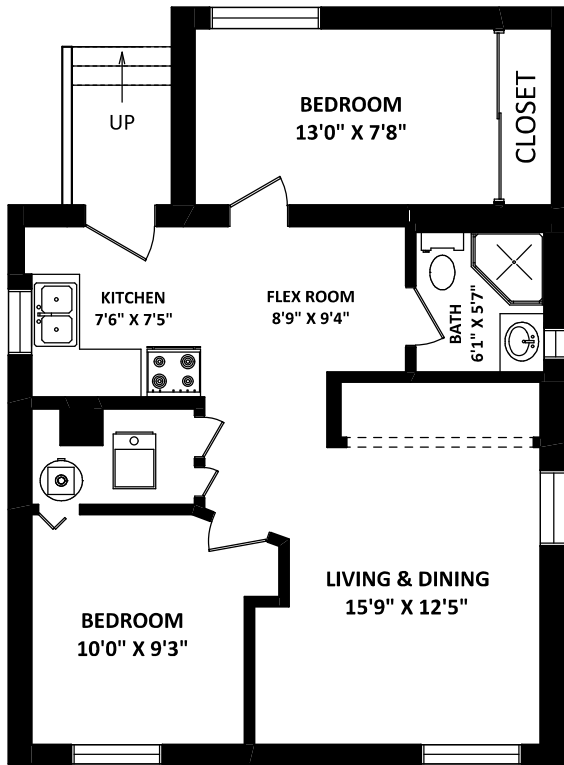 BEDROOM
13'0" X 7'8"
CLOSET
UP
KITCHEN
7'6" X 7'5"
FLEX ROOM
8'9" X 9'4"
BATH
6'1" X 5'7"
LIVING & DINING
15'9" X 12'5"
BEDROOM
10'0" X 9'3"